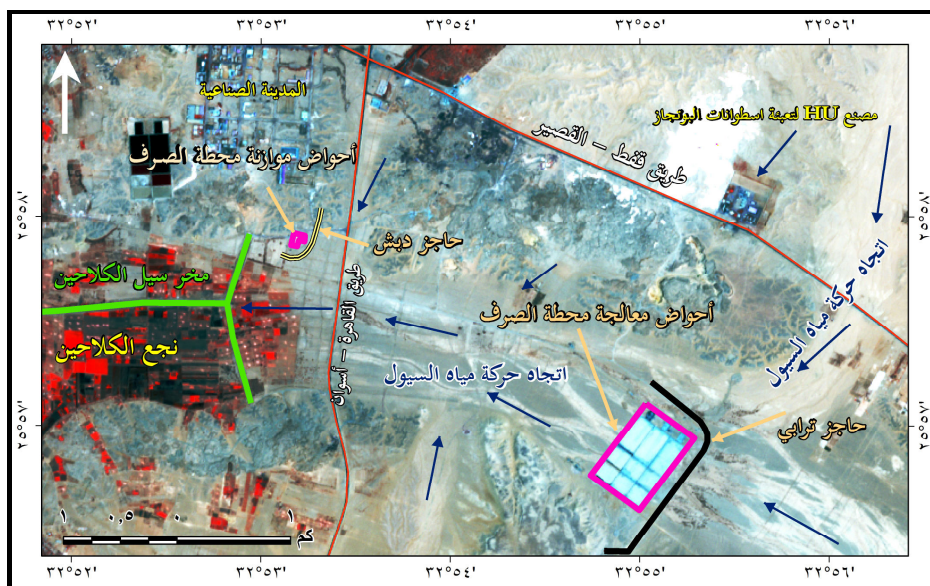 ٣٢°٥٢' ٣٢°٥٣' ٣٢°٥٤' ٣٢°٥٥' ٣٢°٥٦'
المدينة الصناعية
مصنع HU لتعبئة اسطوانات البوتجاز
أحواض موازنة محطة الصرف
طريق قفط - القصير
٢٥°٥٨' ٢٥°٥٨'
حاجز دبش
اتجاه حركة مياه السيول
مخر سيل الكلاحين
أحواض معالجة محطة الصرف
طريق القاهرة - أسوان
نجع الكلاحين
اتجاه حركة مياه السيول
٢٥°٥٧' ٢٥°٥٧'
حاجز ترابي
١ ٠,٥ ٠ ١
كم
٣٢°٥٢' ٣٢°٥٣' ٣٢°٥٤' ٣٢°٥٥' ٣٢°٥٦'